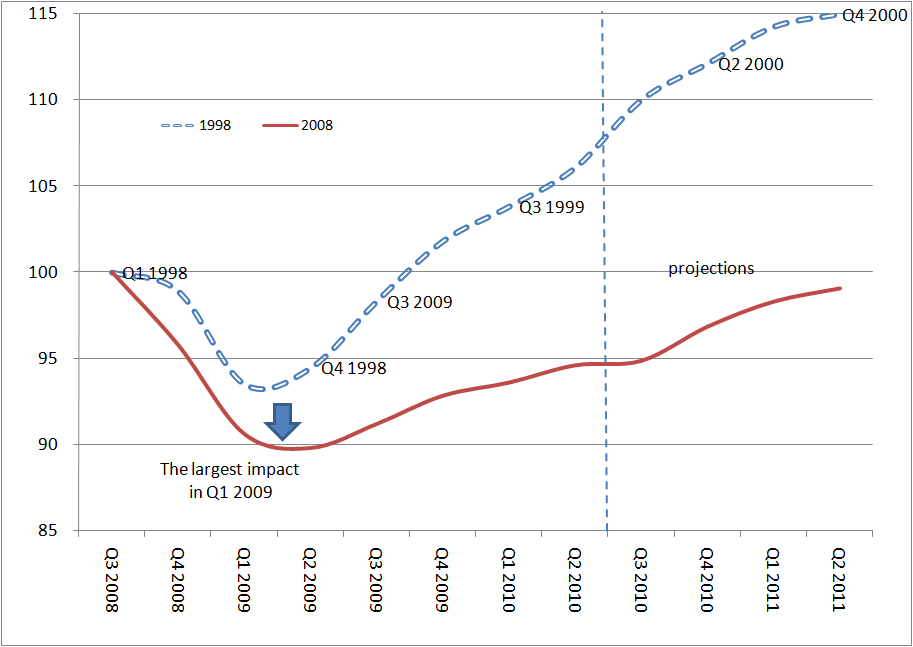 115
Q4 2000
Q2 2000
110
1998
2008
105
Q3 1999
100
Q1 1998
projections
Q3 2009
95
Q4 1998
90
The largest impact
in Q1 2009
85
Q3 2008
Q4 2008
Q1 2009
Q2 2009
Q3 2009
Q4 2009
Q1 2010
Q2 2010
Q3 2010
Q4 2010
Q1 2011
Q2 2011